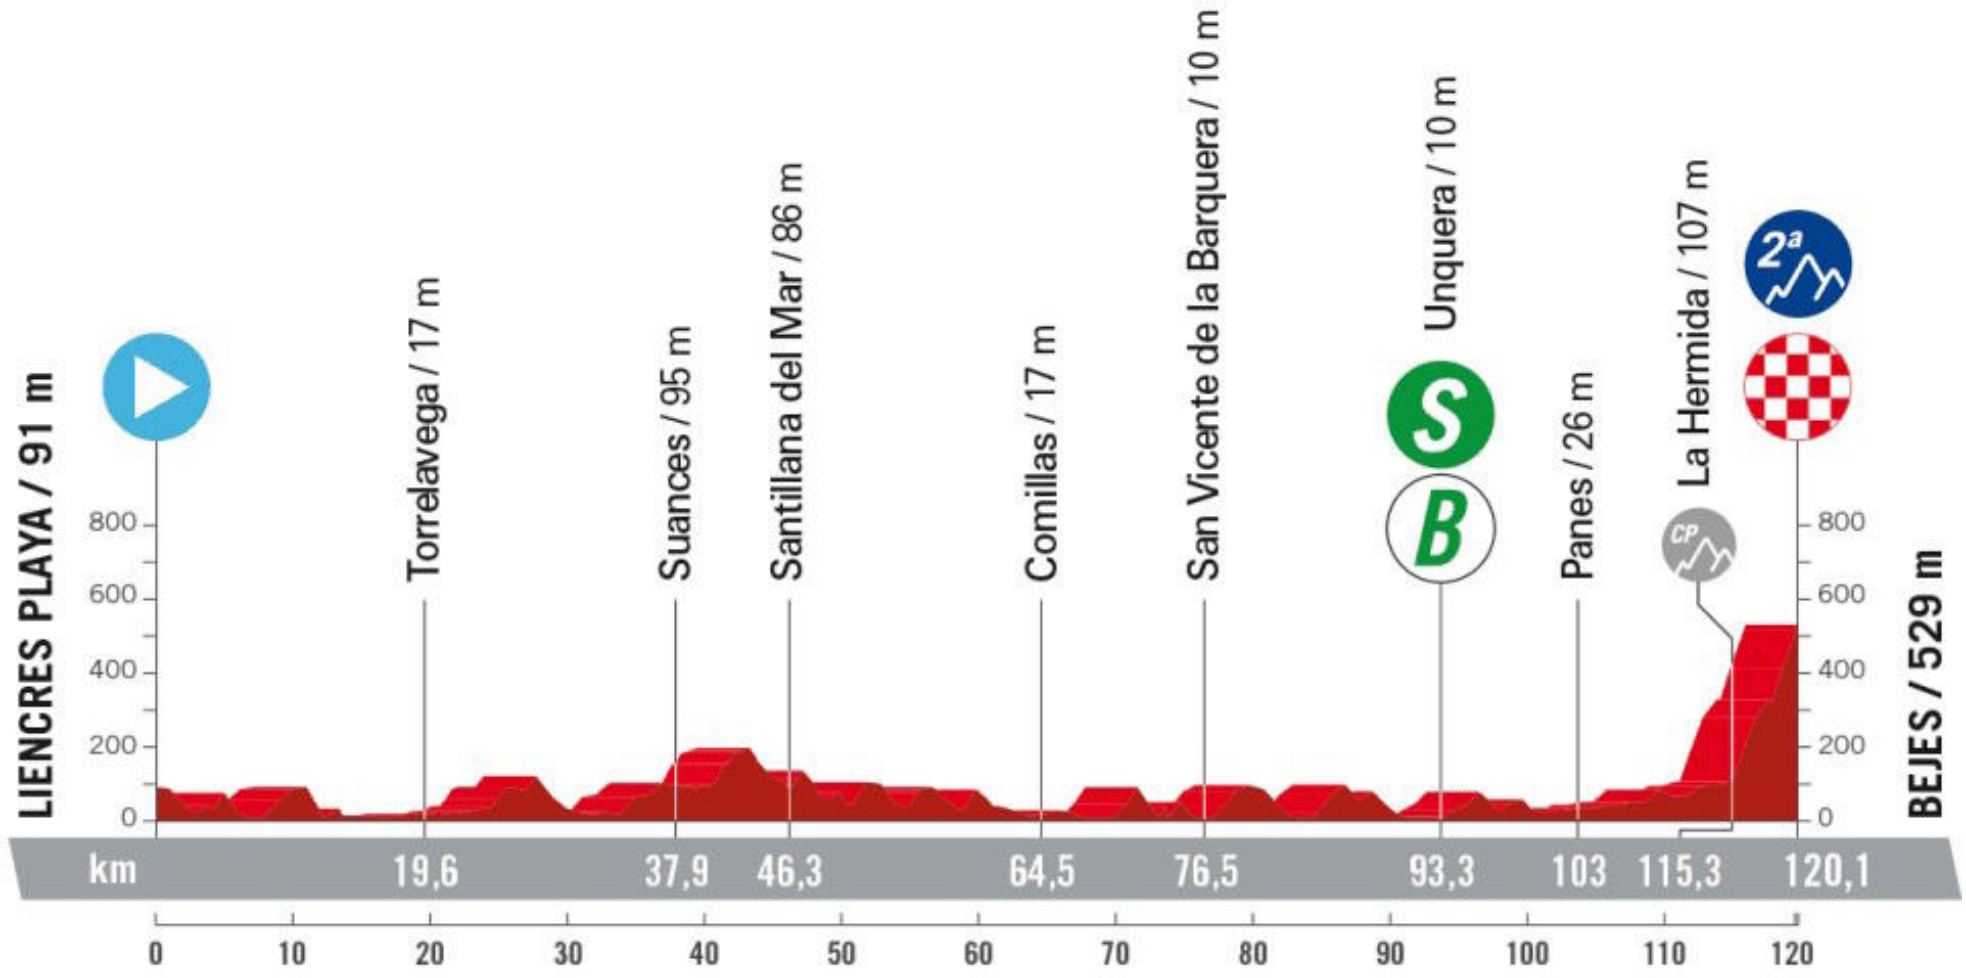 LIENCRES PLAYA / 91 m
Torrelavega / 17 m
Suances / 95 m
Santillana del Mar / 86 m
Comillas / 17 m
San Vicente de la Barquera / 10 m
Unquera / 10 m
S
B
Panes / 26 m
La Hermida / 107 m
CP
2ª
BEJES / 529 m
800
600
400
200
0
800
600
400
200
0
km 19,6 37,9 46,3 64,5 76,5 93,3 103 115,3 120,1
0 10 20 30 40 50 60 70 80 90 100 110 120